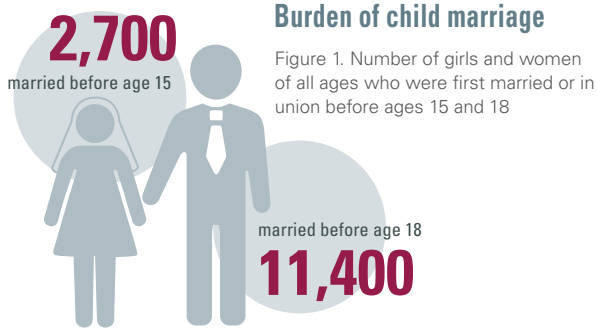 2,700
married before age 15
Burden of child marriage
Figure 1. Number of girls and women
of all ages who were first married or in
union before ages 15 and 18
married before age 18
11,400